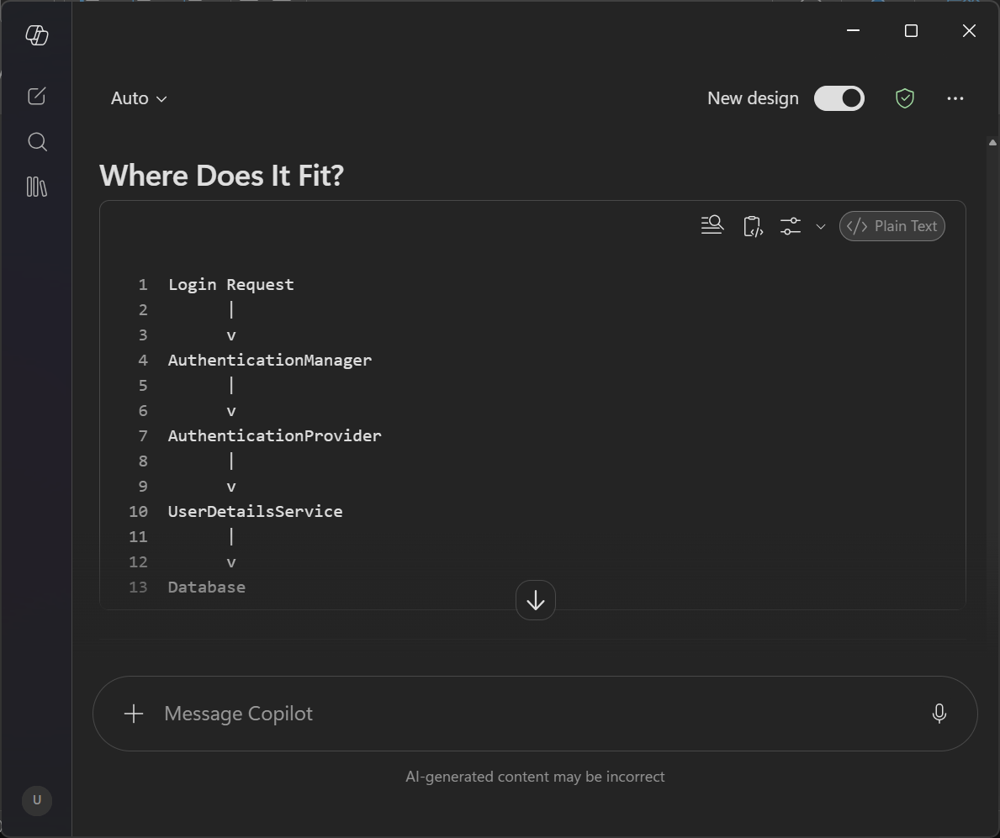 Auto
New design
Where Does It Fit?
</> Plain Text
1 Login Request
2 |
3 v
4 AuthenticationManager
5 |
6 v
7 AuthenticationProvider
8 |
9 v
10 UserDetailsService
11 |
12 v
13 Database
Message Copilot
AI-generated content may be incorrect
U